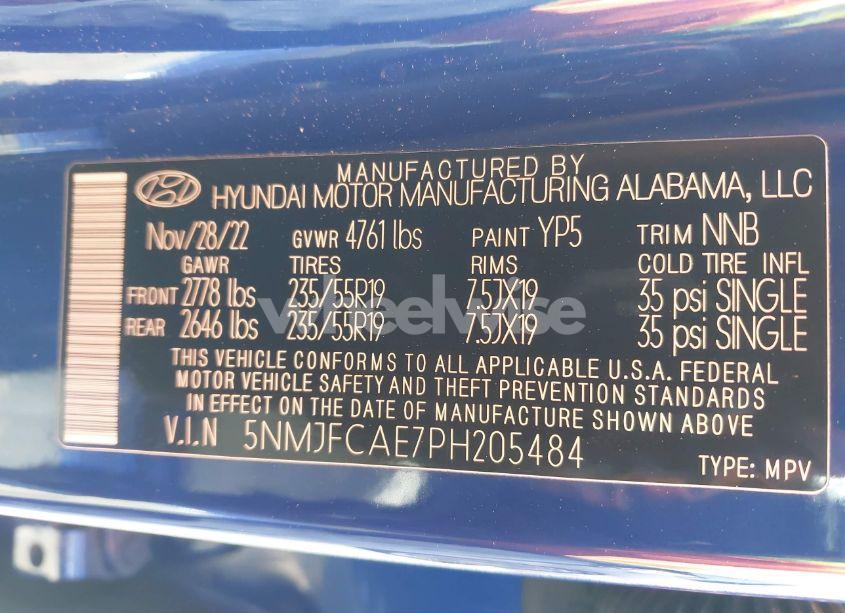 MANUFACTURED BY
HYUNDAI MOTOR MANUFACTURING ALABAMA, LLC
Nov/28/22 GVWR 4761 lbs PAINT YP5 TRIM NNB
GAWR TIRES RIMS COLD TIRE INFL
FRONT 2778 lbs 235/55R19 7.5JX19 35 psi SINGLE
REAR 2646 lbs 235/55R19 7.5JX19 35 psi SINGLE
wheelwise
THIS VEHICLE CONFORMS TO ALL APPLICABLE U.S.A. FEDERAL
MOTOR VEHICLE SAFETY AND THEFT PREVENTION STANDARDS
IN EFFECT ON THE DATE OF MANUFACTURE SHOWN ABOVE
V.I.N 5NMJFCAE7PH205484
TYPE: MPV